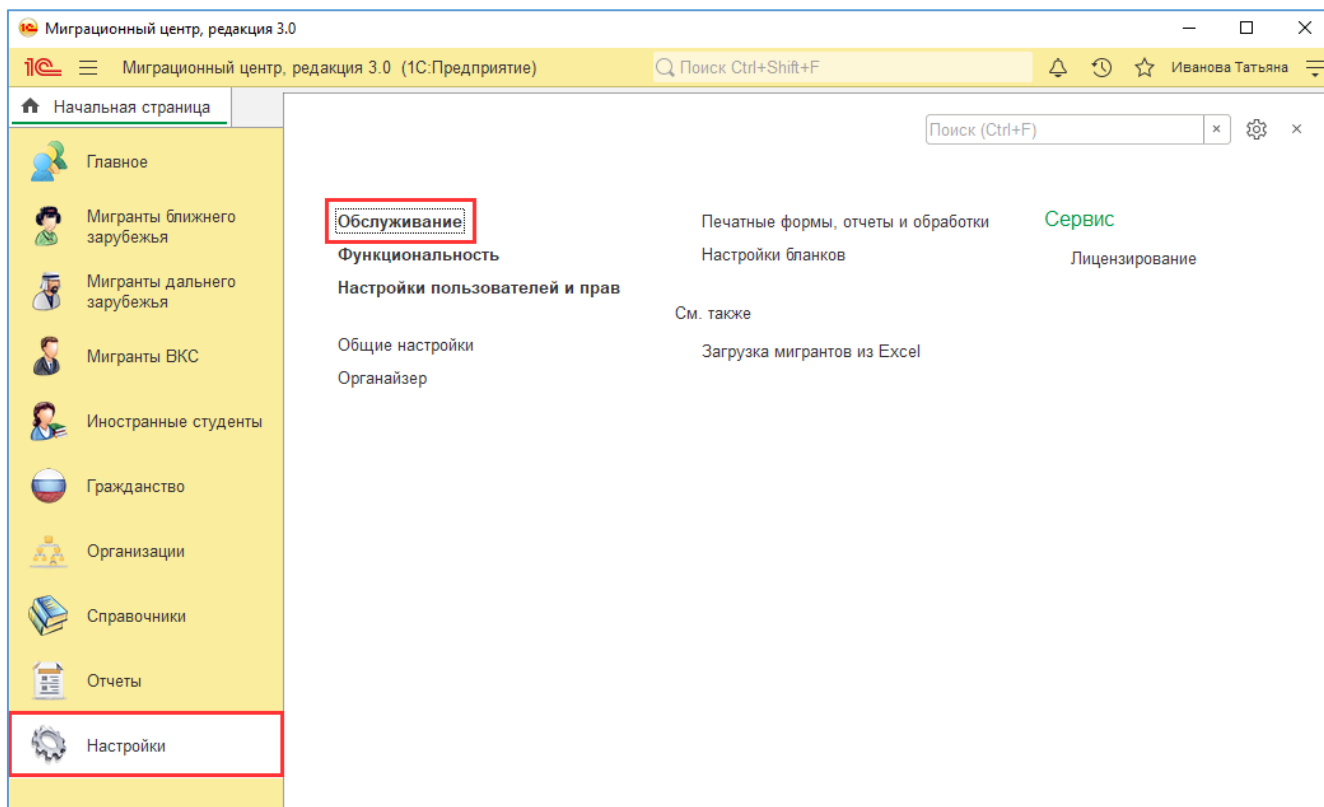 Миграционный центр, редакция 3.0
Миграционный центр, редакция 3.0 (1С:Предприятие)
Поиск Ctrl+Shift+F
Иванова Татьяна
Начальная страница
Поиск (Ctrl+F)
Главное
Мигранты ближнего
зарубежья
Мигранты дальнего
зарубежья
Мигранты ВКС
Иностранные студенты
Гражданство
Организации
Справочники
Отчеты
Настройки
Обслуживание
Функциональность
Настройки пользователей и прав
Общие настройки
Органайзер
Печатные формы, отчеты и обработки
Настройки бланков
См. также
Загрузка мигрантов из Excel
Сервис
Лицензирование